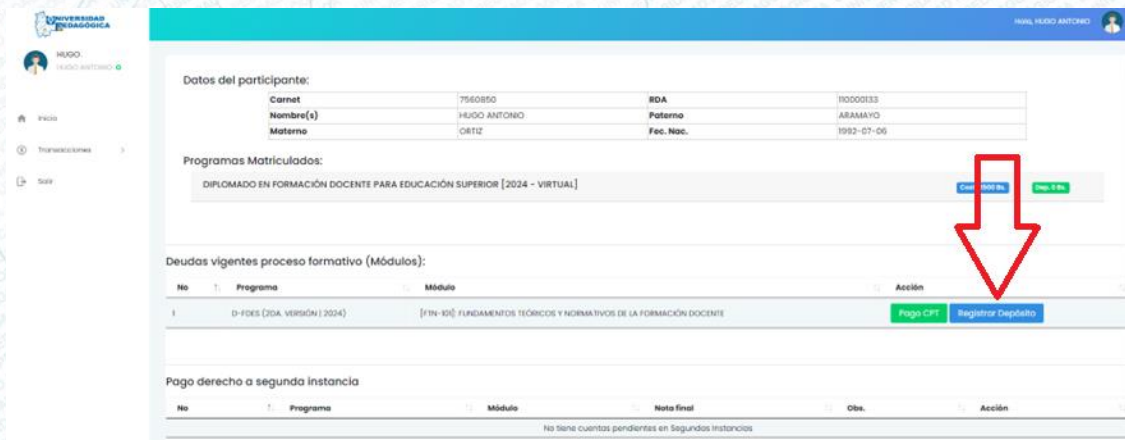 UNIVERSIDAD
PEDAGÓGICA
Hola, HUGO ANTONIO
HUGO.
HUGO ANTONIO
Inicio
Transacciones
Salir
Datos del participante:
Carnet 7560850 RDA 110000133
Nombre(s) HUGO ANTONIO Paterno ARAMAYO
Materno ORTIZ Fec. Nac. 1992-07-06
Programas Matriculados:
DIPLOMADO EN FORMACIÓN DOCENTE PARA EDUCACIÓN SUPERIOR [2024 - VIRTUAL] Dep. 0 Bs.
Deudas vigentes proceso formativo (Módulos):
No Programa Módulo Acción
1 D-FDES (2DA. VERSIÓN | 2024) [FTN-101]: FUNDAMENTOS TEÓRICOS Y NORMATIVOS DE LA FORMACIÓN DOCENTE Pago CPT Registrar Depósito
Pago derecho a segunda instancia
No Programa Módulo Nota final Obs. Acción
No tiene cuentas pendientes en Segundas Instancias